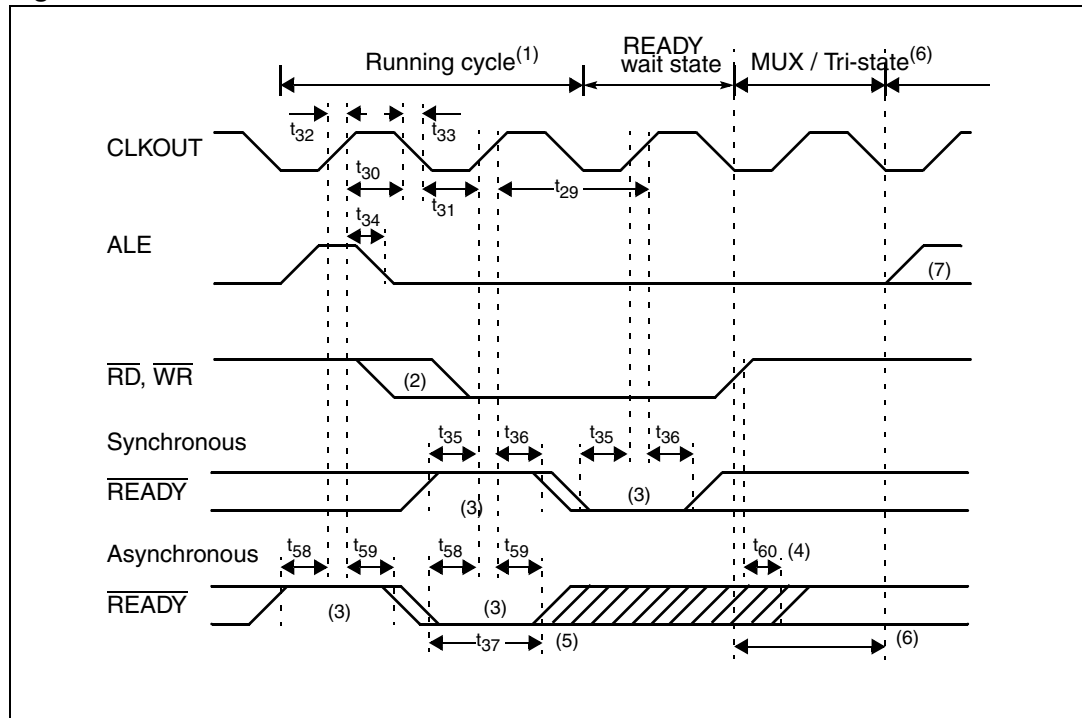 Running cycle(1)
READY
wait state
MUX / Tri-state(6)
t32
t33
CLKOUT
t30
t31
t29
t34
ALE
(7)
RD, WR
(2)
t35
t36
t35
t36
Synchronous
READY
(3)
(3)
Asynchronous
t58
t59
t58
t59
t60
(4)
READY
(3)
(3)
t37
(5)
(6)